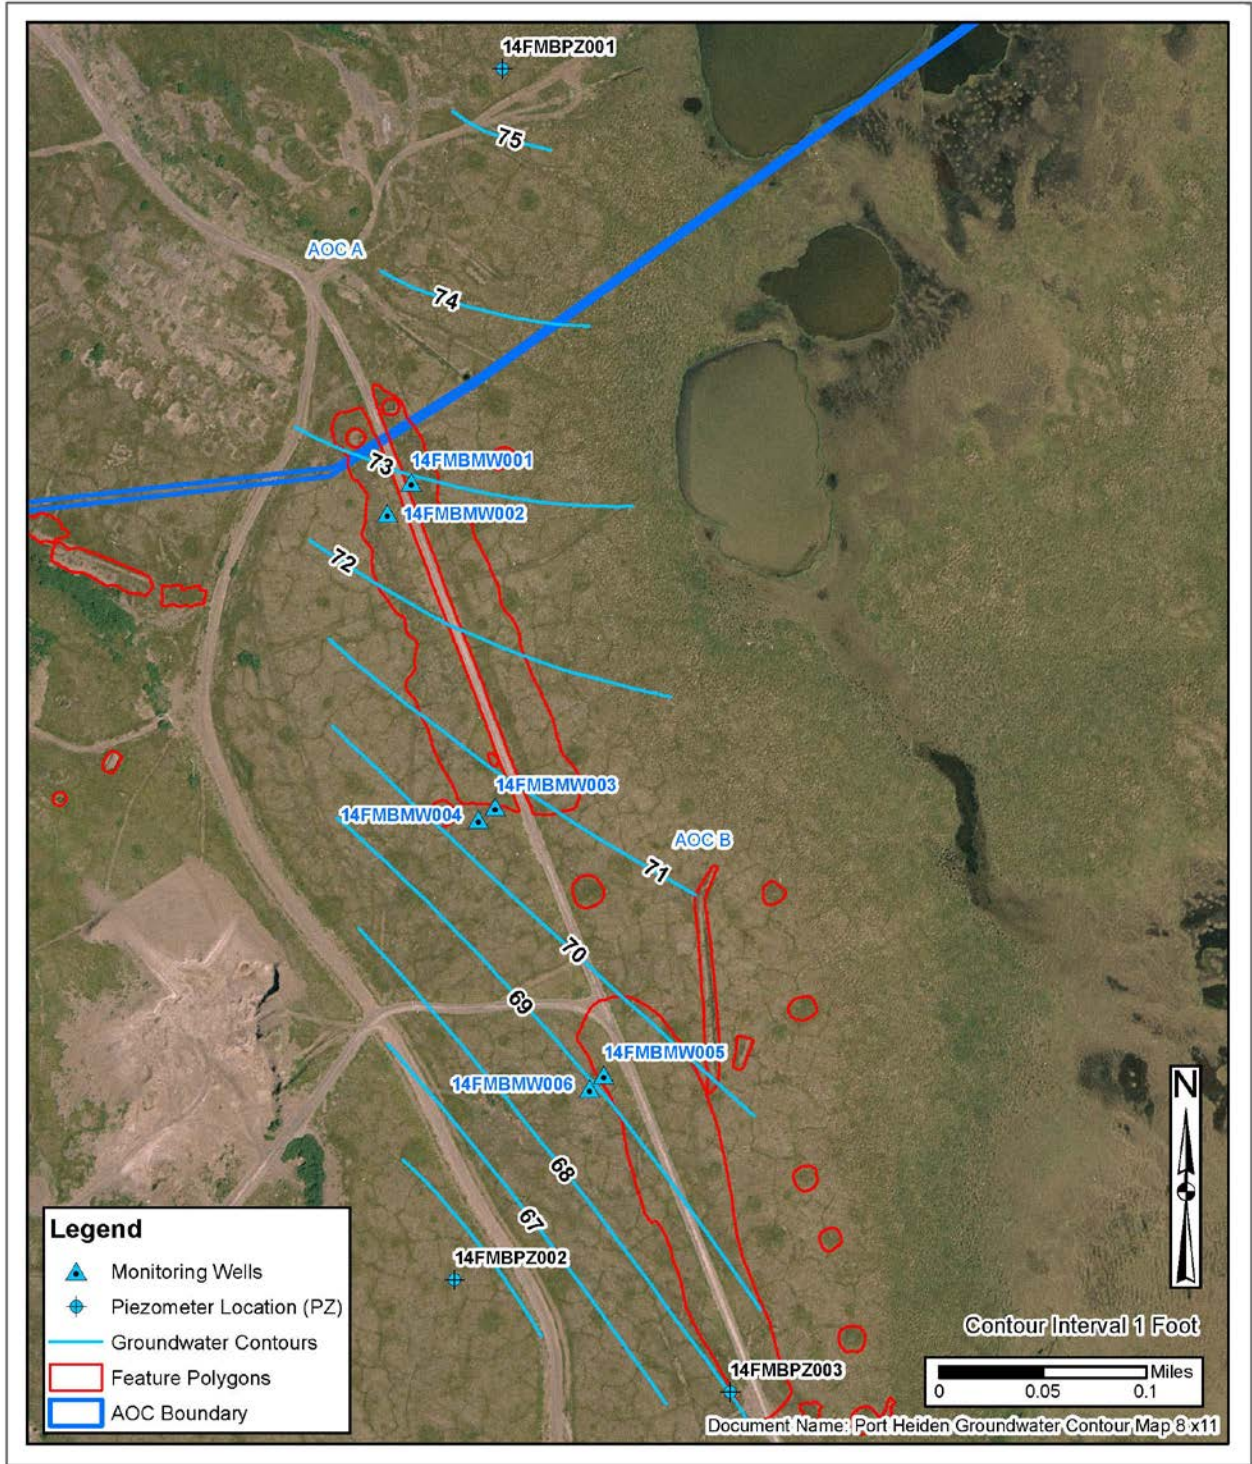 14FMBPZ001
75
AOC A
74
73
14FMBMW001
14FMBMW002
72
14FMBMW003
14FMBMW004
AOC B
71
70
69
14FMBMW005
14FMBMW006
N
68
67
14FMBPZ002
14FMBPZ003
Legend
Monitoring Wells
Piezometer Location (PZ)
Groundwater Contours
Feature Polygons
AOC Boundary
Contour Interval 1 Foot
Miles
0 0.05 0.1
Document Name: Port Heiden Groundwater Contour Map 8 x11